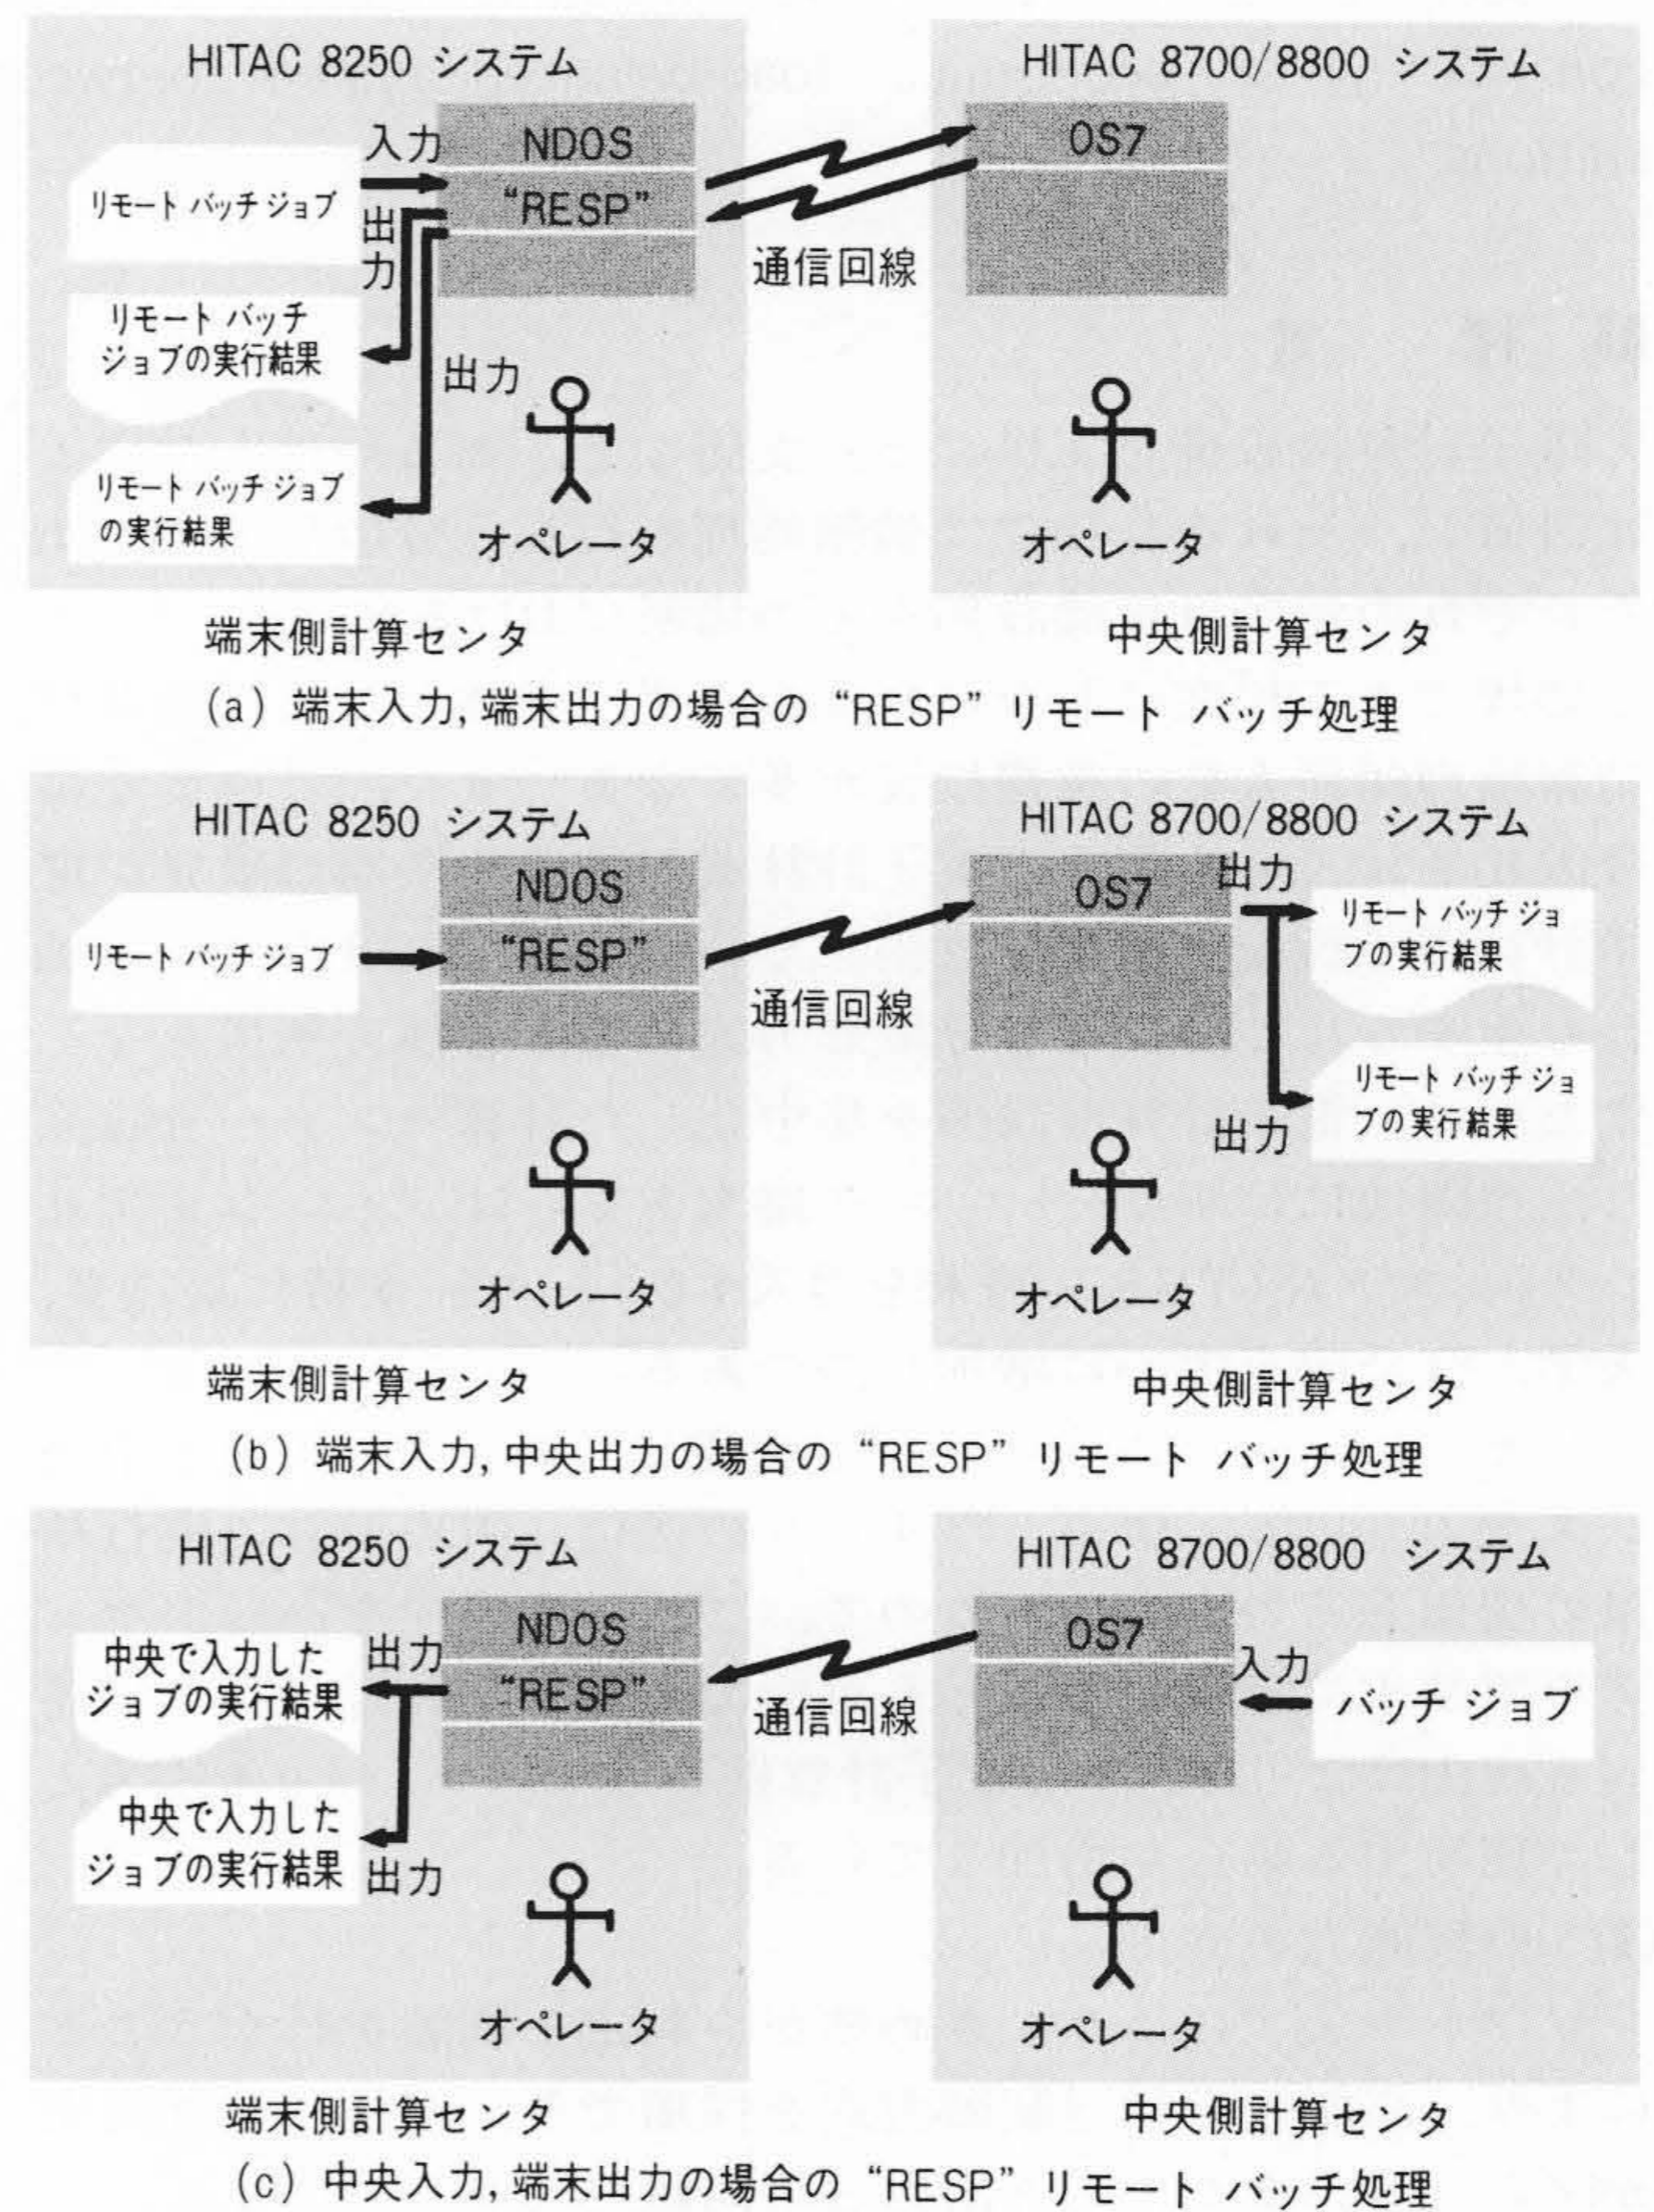 HITAC 8250 システム
HITAC 8700/8800 システム
入力
NDOS
OS7
リモート バッチ ジョブ
“RESP”
出力
通信回線
リモート バッチ
ジョブの実行結果
出力
リモート バッチ ジョブ
の実行結果
オペレータ
オペレータ
端末側計算センタ
中央側計算センタ
(a) 端末入力, 端末出力の場合の “RESP” リモート バッチ処理
HITAC 8250 システム
HITAC 8700/8800 システム
NDOS
OS7
出力
リモート バッチ ジョブ
“RESP”
リモート バッチ ジョ
ブの実行結果
通信回線
リモート バッチ ジョ
ブの実行結果
出力
オペレータ
オペレータ
端末側計算センタ
中央側計算センタ
(b) 端末入力, 中央出力の場合の “RESP” リモート バッチ処理
HITAC 8250 システム
HITAC 8700/8800 システム
NDOS
OS7
中央で入力した
ジョブの実行結果
出力
“RESP”
入力
バッチ ジョブ
通信回線
中央で入力した
ジョブの実行結果
出力
オペレータ
オペレータ
端末側計算センタ
中央側計算センタ
(c) 中央入力, 端末出力の場合の “RESP” リモート バッチ処理